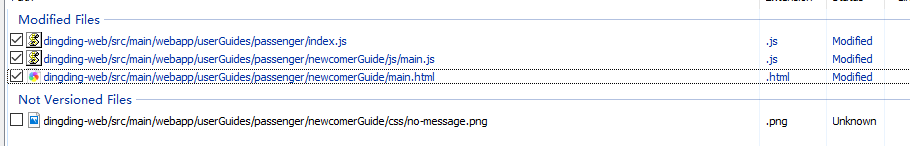 Extension Status
Modified Files
dingding-web/src/main/webapp/userGuides/passenger/index.js .js Modified
dingding-web/src/main/webapp/userGuides/passenger/newcomerGuide/js/main.js .js Modified
dingding-web/src/main/webapp/userGuides/passenger/newcomerGuide/main.html .html Modified
Not Versioned Files
dingding-web/src/main/webapp/userGuides/passenger/newcomerGuide/css/no-message.png .png Unknown